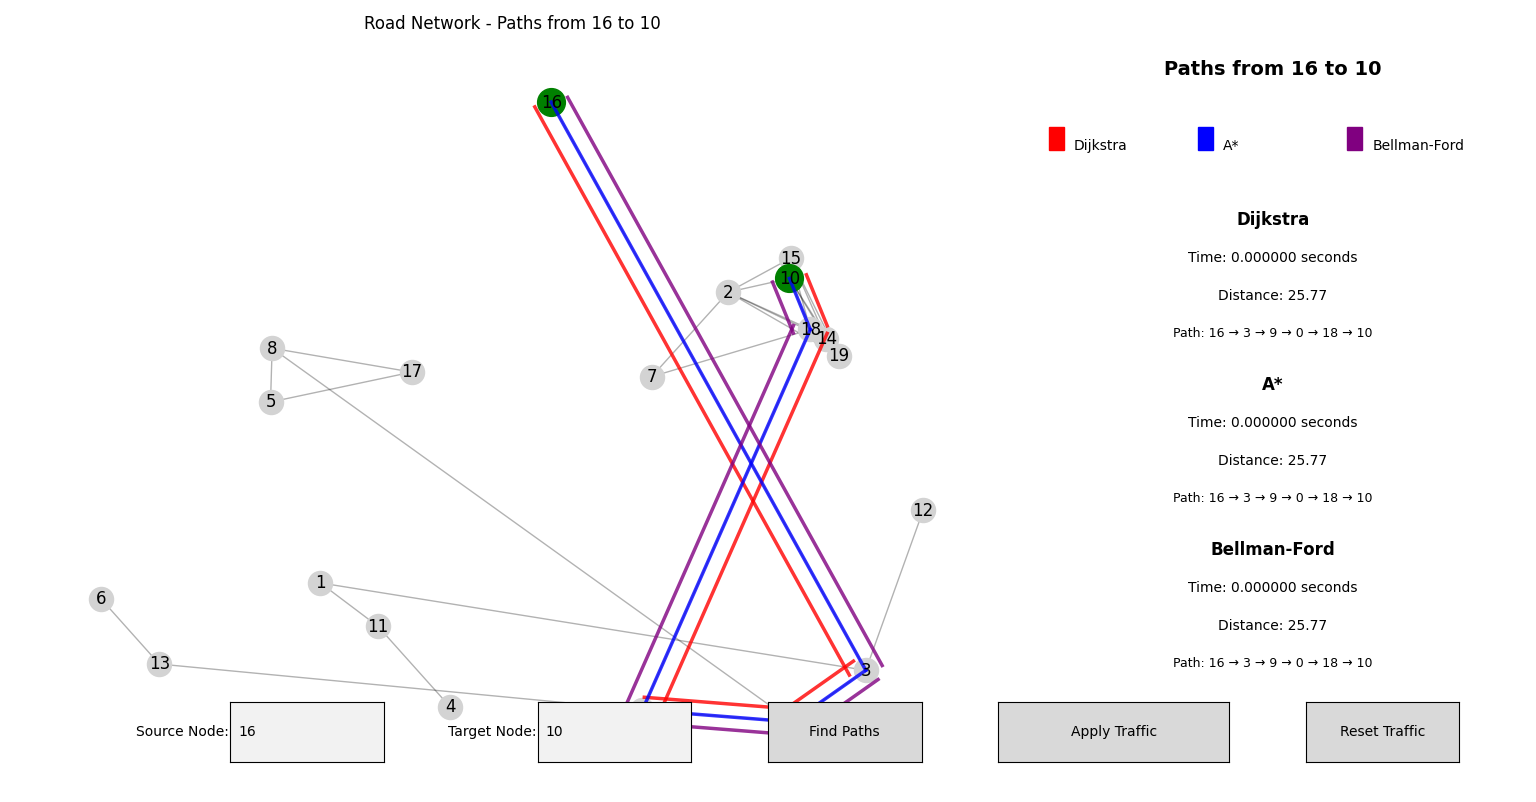 Road Network - Paths from 16 to 10
16
15
10
2
18
14
19
7
8
17
5
12
1
6
11
13
3
4
Paths from 16 to 10
Dijkstra
A*
Bellman-Ford
Dijkstra
Time: 0.000000 seconds
Distance: 25.77
Path: 16 → 3 → 9 → 0 → 18 → 10
A*
Time: 0.000000 seconds
Distance: 25.77
Path: 16 → 3 → 9 → 0 → 18 → 10
Bellman-Ford
Time: 0.000000 seconds
Distance: 25.77
Path: 16 → 3 → 9 → 0 → 18 → 10
Source Node: 16
Target Node: 10
Find Paths
Apply Traffic
Reset Traffic